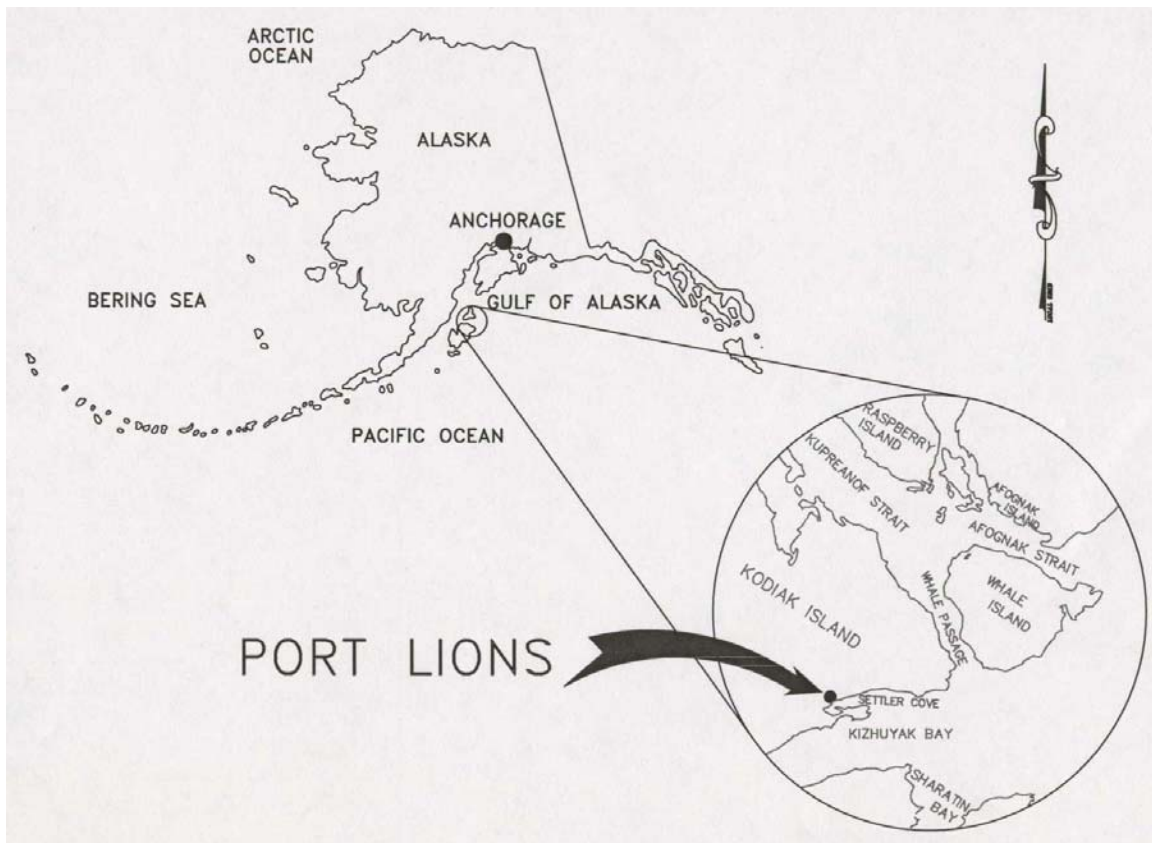 ARCTIC
OCEAN
ALASKA
ANCHORAGE
BERING SEA
GULF OF ALASKA
PACIFIC OCEAN
RASPBERRY
ISLAND
KUPREANOF STRAIT
AFOGNAK
ISLAND
AFOGNAK STRAIT
WHALE
ISLAND
WHALE PASSAGE
KODIAK ISLAND
PORT LIONS
SETTLER COVE
KIZHUYAK BAY
SHARATIN
BAY